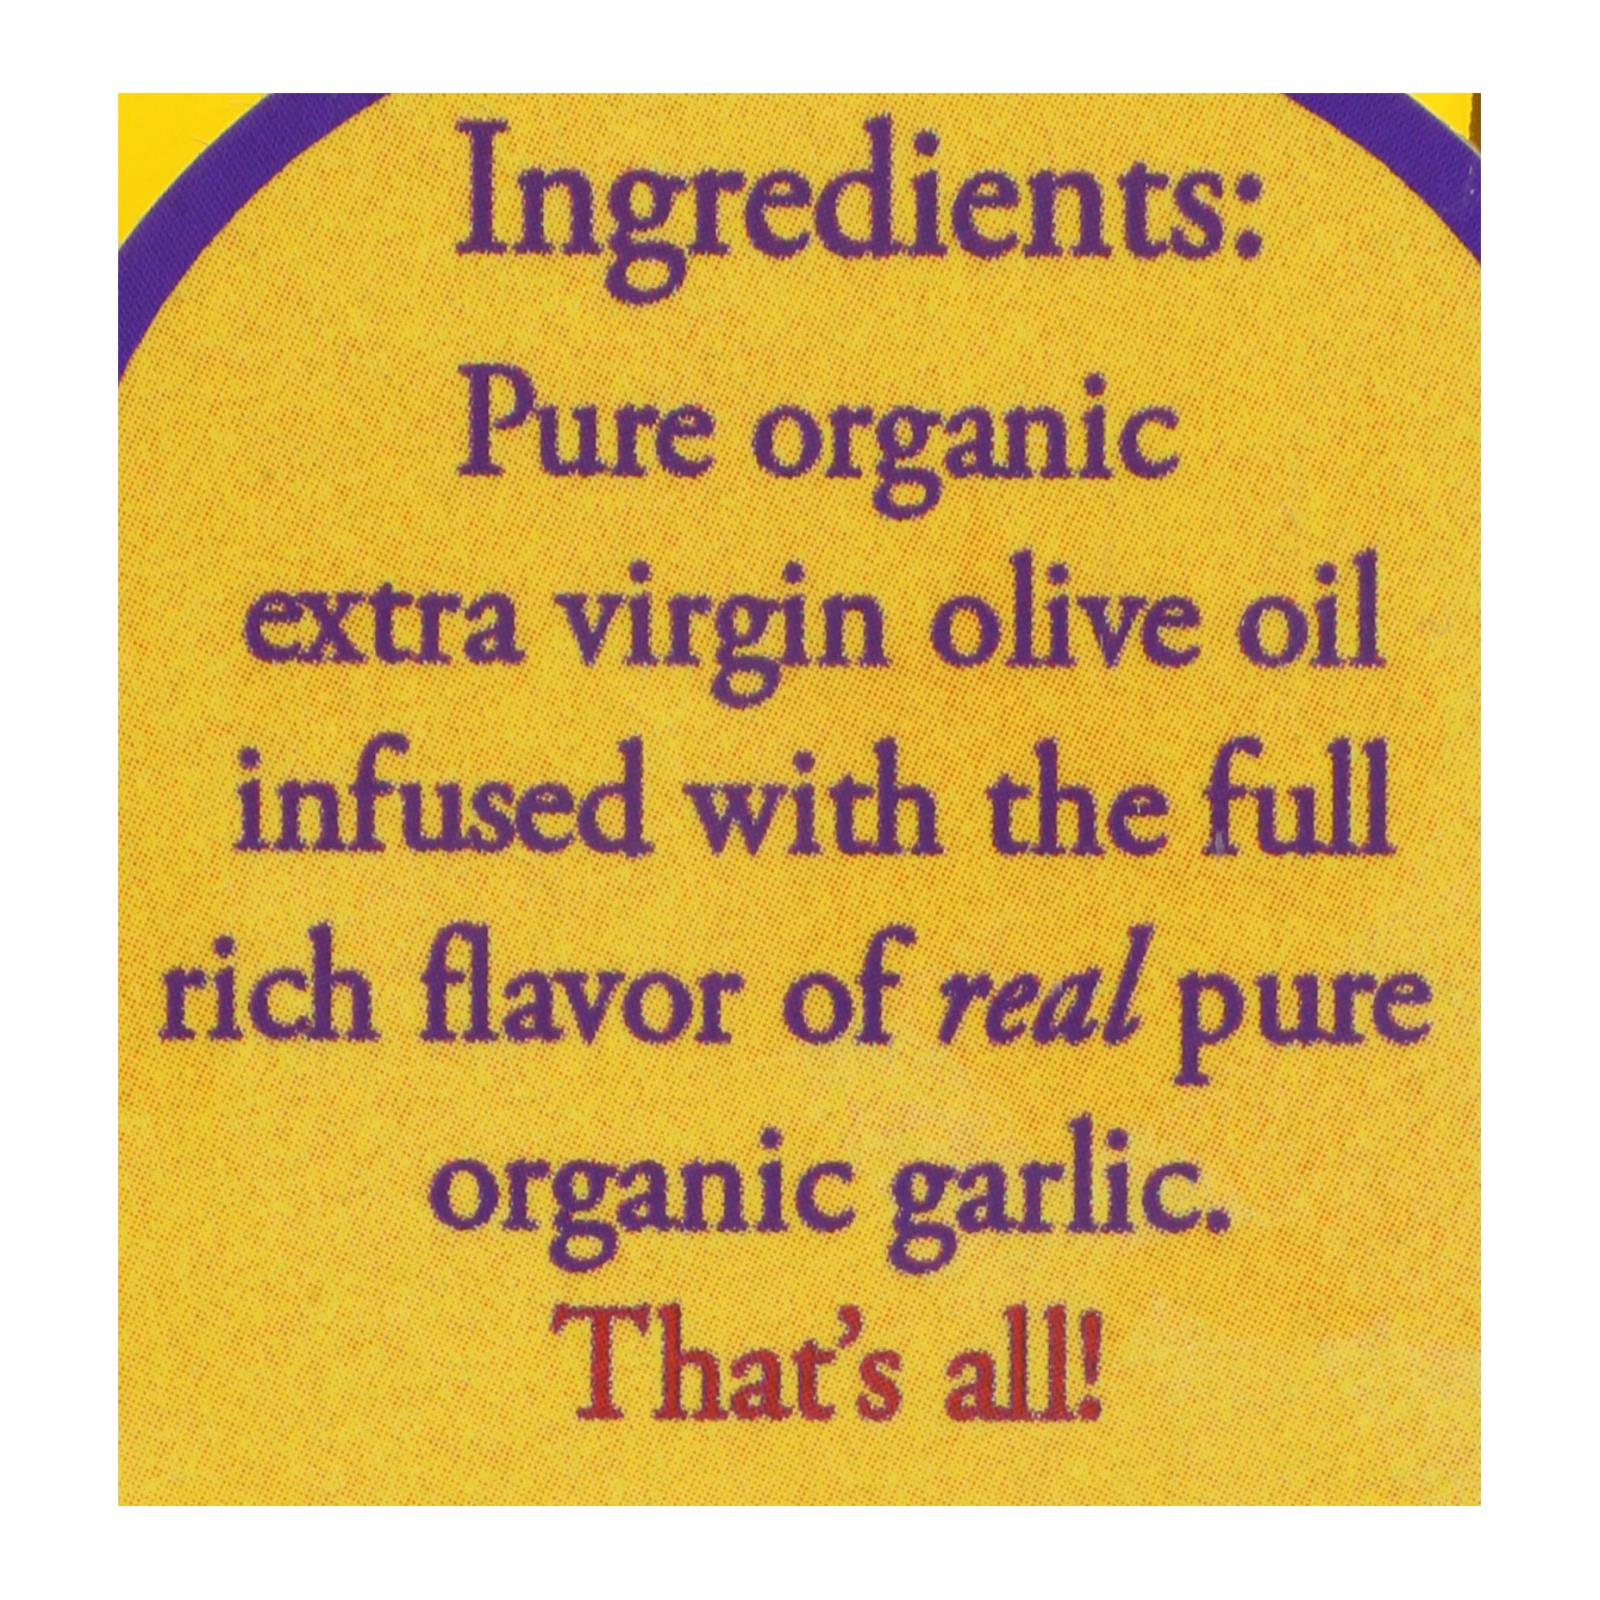 Ingredients:
Pure organic
extra virgin olive oil
infused with the full
rich flavor of real pure
organic garlic.
That's all!